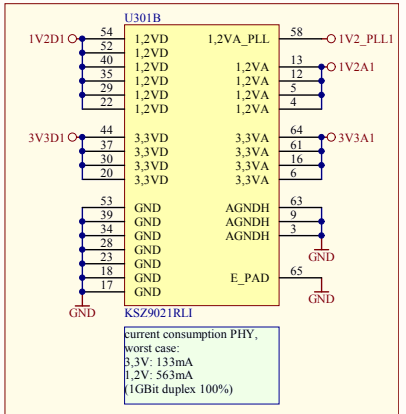 U301B
1V2D1 54 1,2VD 1,2VA_PLL 58 1V2_PLL1
52 1,2VD
40 1,2VD 1,2VA 13 1V2A1
35 1,2VD 1,2VA 12
29 1,2VD 1,2VA 5
22 1,2VD 1,2VA 4
3V3D1 44 3,3VD 3,3VA 64 3V3A1
37 3,3VD 3,3VA 61
30 3,3VD 3,3VA 16
20 3,3VD 3,3VA 6
53 GND AGNDH 63
39 GND AGNDH 9
34 GND AGNDH 3
28 GND
23 GND GND
18 GND E_PAD 65
17 GND
GND GND
KSZ9021RLI
current consumption PHY,
worst case:
3,3V: 133mA
1,2V: 563mA
(1GBit duplex 100%)